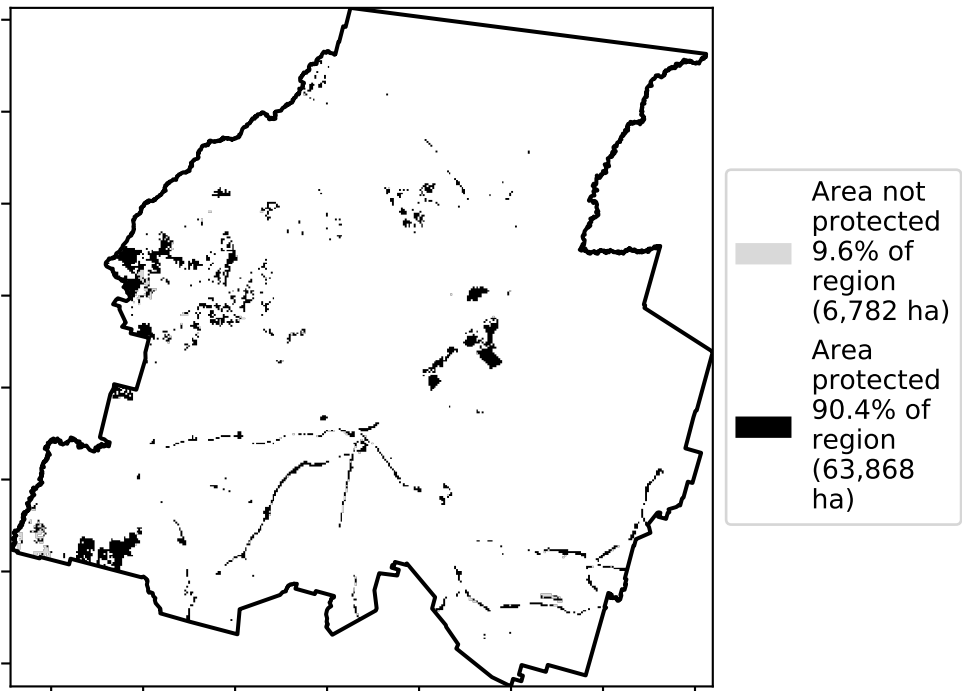 Area not
protected
9.6% of
region
(6,782 ha)
Area
protected
90.4% of
region
(63,868
ha)